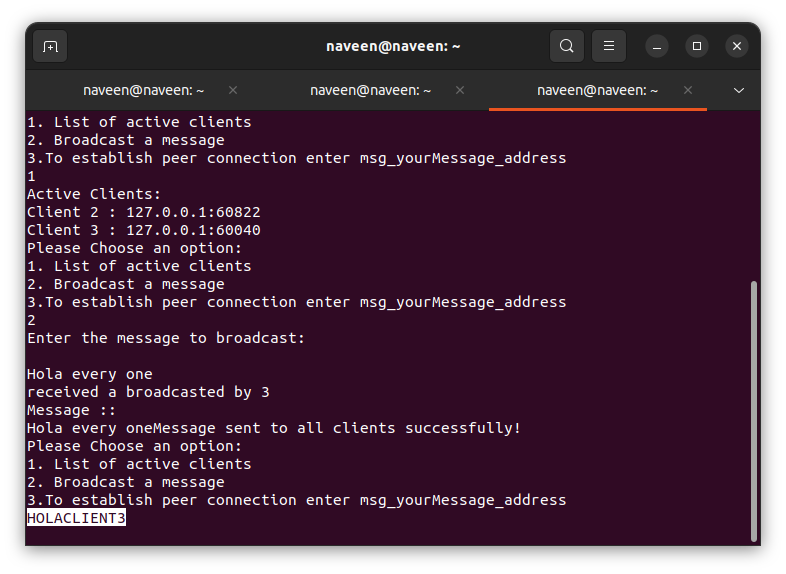 naveen@naveen: ~
naveen@naveen: ~
naveen@naveen: ~
naveen@naveen: ~
1. List of active clients
2. Broadcast a message
3.To establish peer connection enter msg_yourMessage_address
1
Active Clients:
Client 2 : 127.0.0.1:60822
Client 3 : 127.0.0.1:60040
Please Choose an option:
1. List of active clients
2. Broadcast a message
3.To establish peer connection enter msg_yourMessage_address
2
Enter the message to broadcast:
Hola every one
received a broadcasted by 3
Message ::
Hola every oneMessage sent to all clients successfully!
Please Choose an option:
1. List of active clients
2. Broadcast a message
3.To establish peer connection enter msg_yourMessage_address
HOLACLIENT3